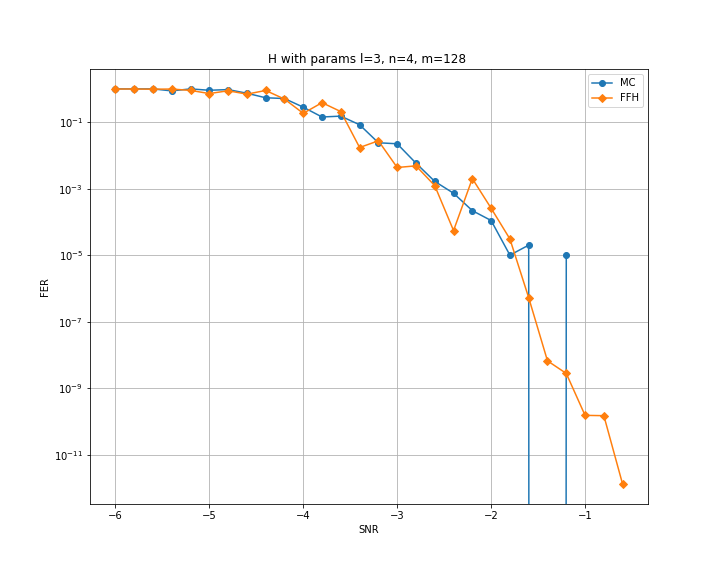 H with params l=3, n=4, m=128
MC
FFH
10⁻¹
10⁻³
10⁻⁵
10⁻⁷
10⁻⁹
10⁻¹¹
FER
−6
−5
−4
−3
−2
−1
SNR